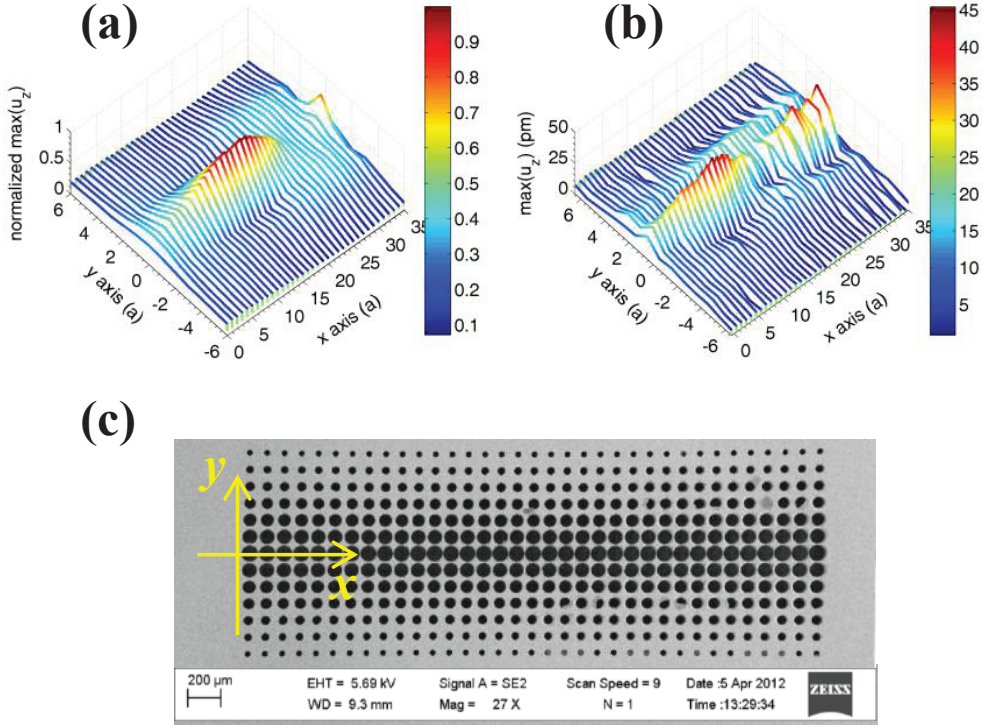 (a)
(b)
normalized max(u_z)
1
0.5
0
6
4
2
0
-2
-4
-6
y axis (a)
0
5
10
15
20
25
30
35
x axis (a)
0.9
0.8
0.7
0.6
0.5
0.4
0.3
0.2
0.1
max(u_z) (pm)
50
25
0
6
4
2
0
-2
-4
-6
y axis (a)
0
5
10
15
20
25
30
35
x axis (a)
45
40
35
30
25
20
15
10
5
(c)
y
x
200 μm
EHT = 5.69 kV
Signal A = SE2
Scan Speed = 9
Date :5 Apr 2012
ZEISS
WD = 9.3 mm
Mag = 27 X
N = 1
Time :13:29:34